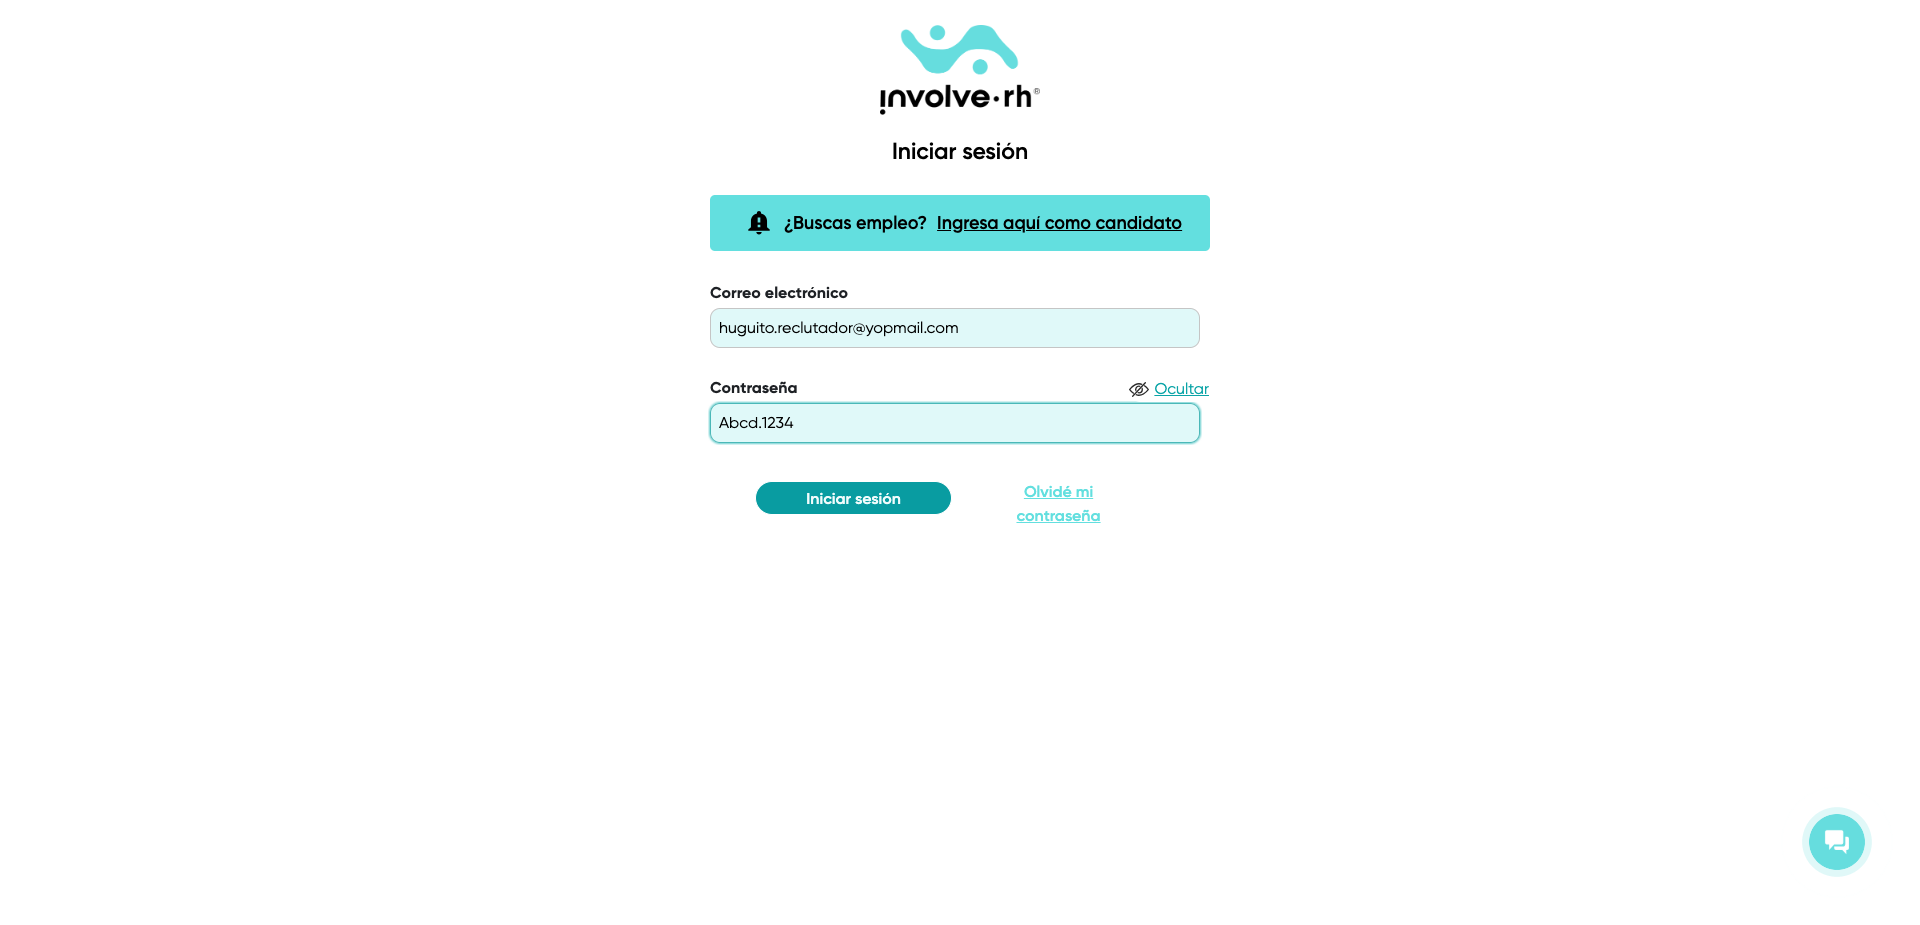 involve·rh®
Iniciar sesión
¿Buscas empleo? Ingresa aquí como candidato
Correo electrónico
huguito.reclutador@yopmail.com
Contraseña Ocultar
Abcd.1234
Iniciar sesión
Olvidé mi
contraseña